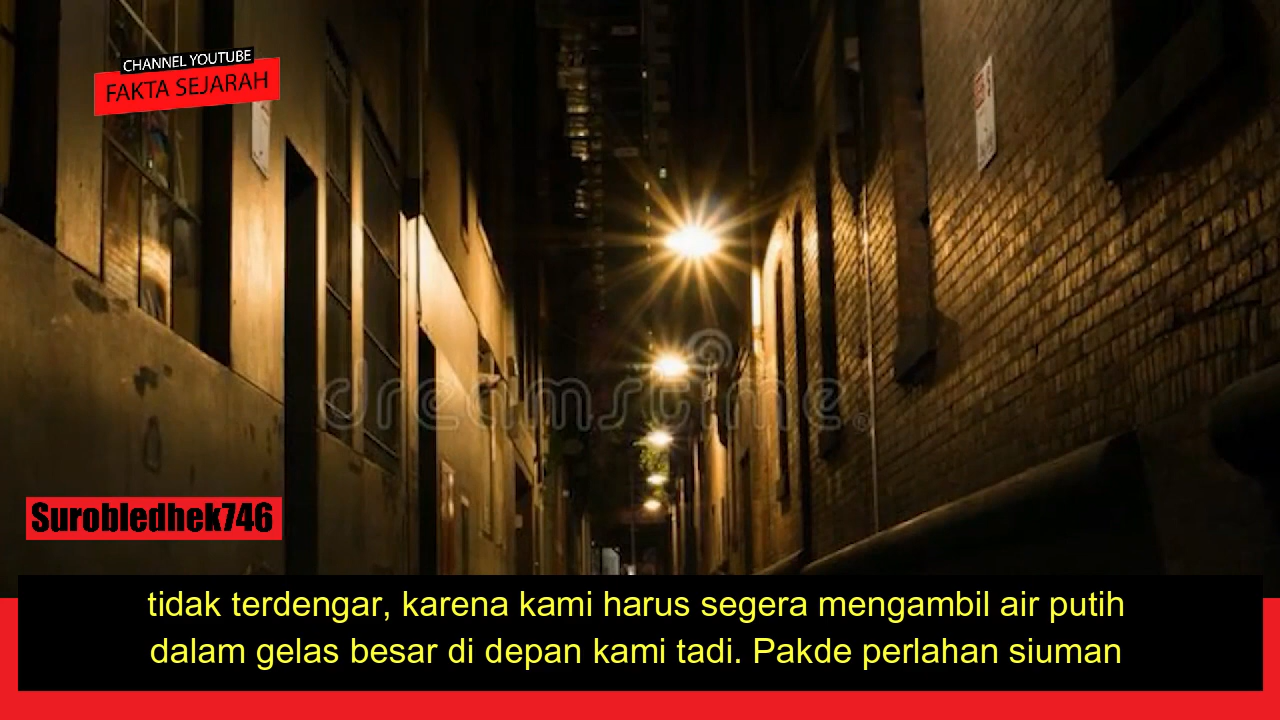 CHANNEL YOUTUBE
FAKTA SEJARAH
dreamstime
Surobledhek746
tidak terdengar, karena kami harus segera mengambil air putih
dalam gelas besar di depan kami tadi. Pakde perlahan siuman